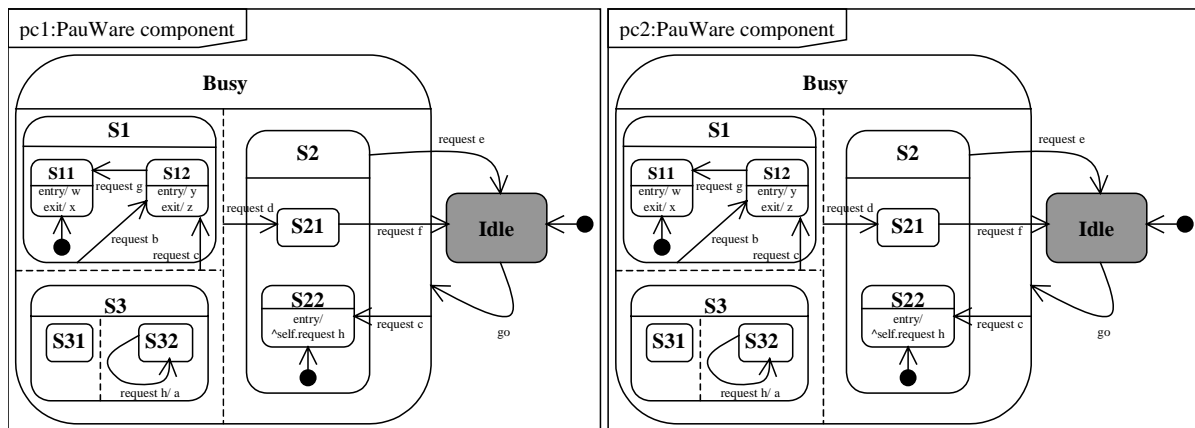 pc1:PauWare component
Busy
S1
S11
entry/ w
exit/ x
request g
S12
entry/ y
exit/ z
request b
request c
request d
S2
S21
request e
request f
Idle
go
S22
entry/
^self.request h
request c
S3
S31
S32
request h/ a
pc2:PauWare component
Busy
S1
S11
entry/ w
exit/ x
request g
S12
entry/ y
exit/ z
request b
request c
request d
S2
S21
request e
request f
Idle
go
S22
entry/
^self.request h
request c
S3
S31
S32
request h/ a